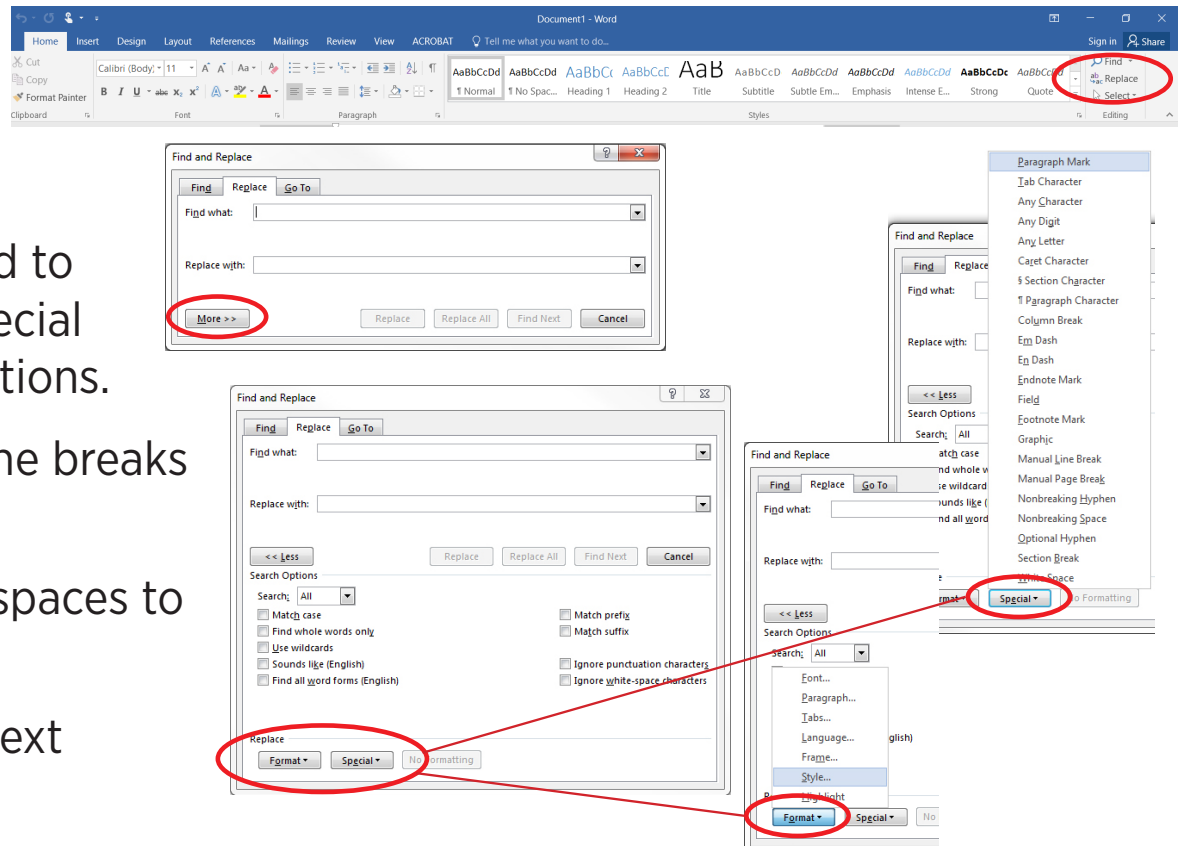 Document1 - Word
Home Insert Design Layout References Mailings Review View ACROBAT Tell me what you want to do... Sign in Share
Cut
Copy
Format Painter
Clipboard
Calibri (Body) 11
Font
Paragraph
AaBbCcDd AaBbCcDd AaBbCc AaBbCcD AaB AaBbCcD AaBbCcDd AaBbCcDd AaBbCcDd AaBbCcDc AaBbCcDd
¶ Normal ¶ No Spac... Heading 1 Heading 2 Title Subtitle Subtle Em... Emphasis Intense E... Strong Quote
Styles
Find
Replace
Select
Editing
d to
ecial
tions.
ne breaks
spaces to
ext
Find and Replace
Find Replace Go To
Find what:
Replace with:
More >> Replace Replace All Find Next Cancel
Find and Replace
Find Replace Go To
Find what:
Replace with:
<< Less Replace Replace All Find Next Cancel
Search Options
Search: All
Match case Match prefix
Find whole words only Match suffix
Use wildcards
Sounds like (English) Ignore punctuation characters
Find all word forms (English) Ignore white-space characters
Replace
Format Special No Formatting
Find and Replace
Find Replace Go To
Find what:
Replace with:
<< Less
Search Options
Search: All
Font...
Paragraph...
Tabs...
Language... glish)
Frame...
Style...
Highlight
Format Special No
Find and Replace
Find Replace
Find what:
Replace with:
<< Less
Search Options
Search: All
atch case
nd whole w
se wildcard
ounds like (
nd all word
rmat Special o Formatting
Paragraph Mark
Tab Character
Any Character
Any Digit
Any Letter
Caret Character
§ Section Character
¶ Paragraph Character
Column Break
Em Dash
En Dash
Endnote Mark
Field
Footnote Mark
Graphic
Manual Line Break
Manual Page Break
Nonbreaking Hyphen
Nonbreaking Space
Optional Hyphen
Section Break
White Space